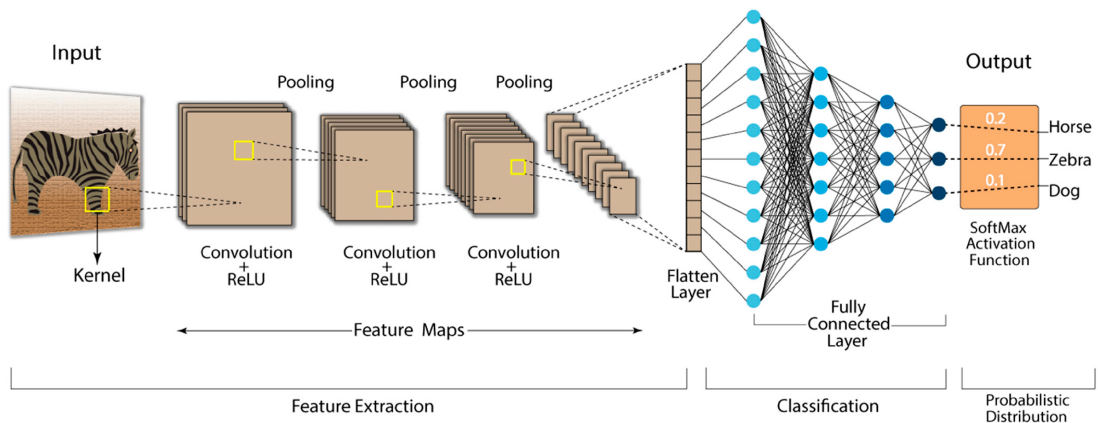 Input
Pooling
Pooling
Pooling
Output
0.2
Horse
0.7
Zebra
0.1
Dog
Kernel
Convolution
+
ReLU
Convolution
+
ReLU
Convolution
+
ReLU
Flatten
Layer
SoftMax
Activation
Function
Fully
Connected
Layer
Feature Maps
Feature Extraction
Classification
Probabilistic
Distribution